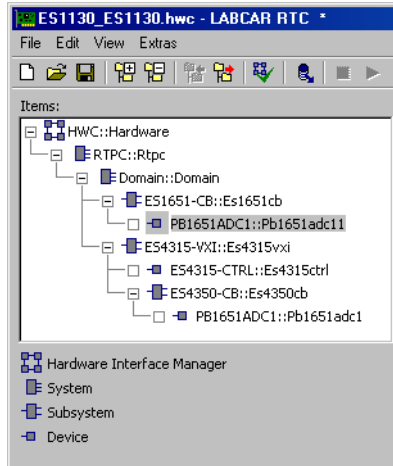 ES1130_ES1130.hwc - LABCAR RTC *
File Edit View Extras
Items:
HWC::Hardware
RTPC::Rtpc
Domain::Domain
ES1651-CB::Es1651cb
PB1651ADC1::Pb1651adc11
ES4315-VXI::Es4315vxi
ES4315-CTRL::Es4315ctrl
ES4350-CB::Es4350cb
PB1651ADC1::Pb1651adc1
Hardware Interface Manager
System
Subsystem
Device